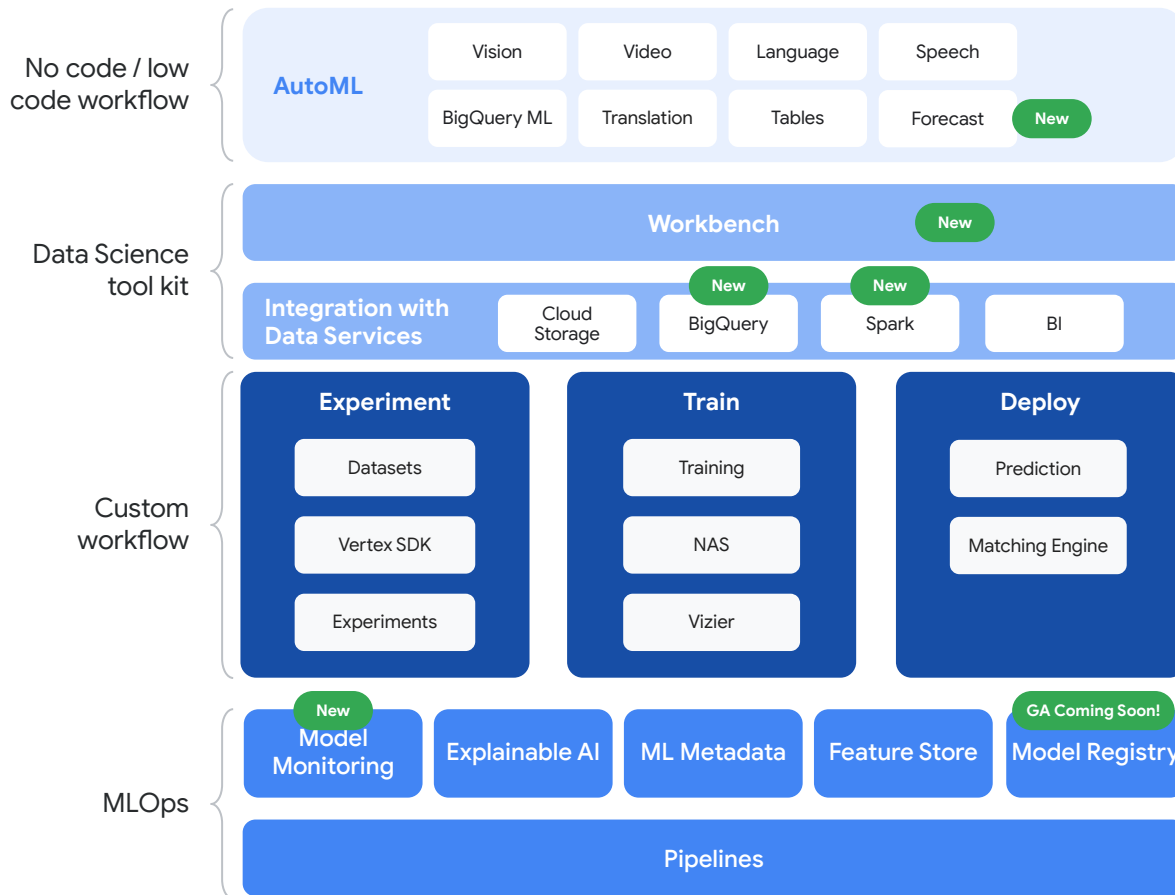 No code / low
code workflow
AutoML
Vision
Video
Language
Speech
BigQuery ML
Translation
Tables
Forecast
New
Data Science
tool kit
Workbench
New
Integration with
Data Services
Cloud
Storage
New
BigQuery
New
Spark
BI
Custom
workflow
Experiment
Datasets
Vertex SDK
Experiments
Train
Training
NAS
Vizier
Deploy
Prediction
Matching Engine
MLOps
New
Model
Monitoring
Explainable AI
ML Metadata
Feature Store
GA Coming Soon!
Model Registry
Pipelines